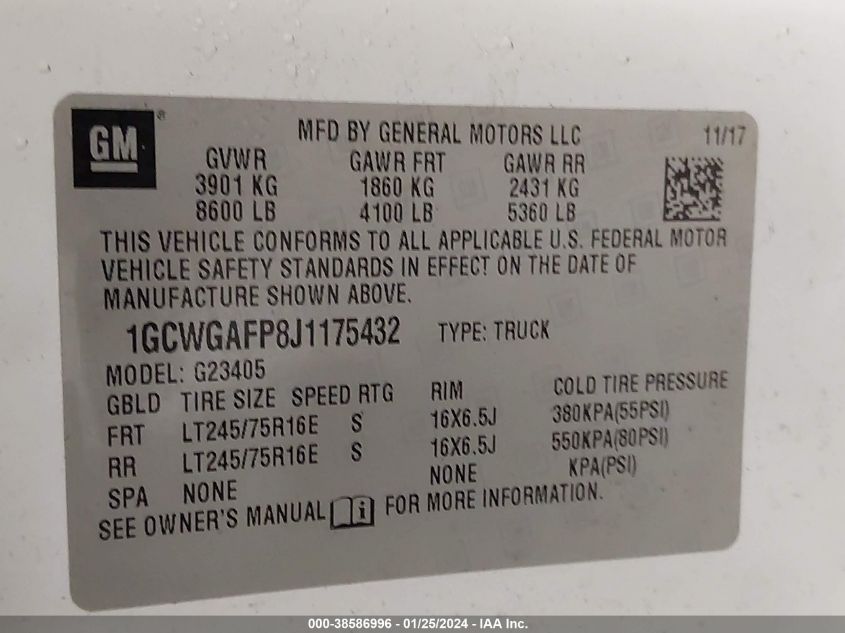 GM ® MFD BY GENERAL MOTORS LLC 11/17
GVWR GAWR FRT GAWR RR
3901 KG 1860 KG 2431 KG
8600 LB 4100 LB 5360 LB
THIS VEHICLE CONFORMS TO ALL APPLICABLE U.S. FEDERAL MOTOR
VEHICLE SAFETY STANDARDS IN EFFECT ON THE DATE OF
MANUFACTURE SHOWN ABOVE.
1GCWGAFP8J1175432 TYPE: TRUCK
MODEL: G23405
GBLD TIRE SIZE SPEED RTG RIM COLD TIRE PRESSURE
FRT LT245/75R16E S 16X6.5J 380KPA(55PSI)
RR LT245/75R16E S 16X6.5J 550KPA(80PSI)
SPA NONE NONE KPA(PSI)
SEE OWNER'S MANUAL i FOR MORE INFORMATION.
000-38586996 - 01/25/2024 - IAA Inc.